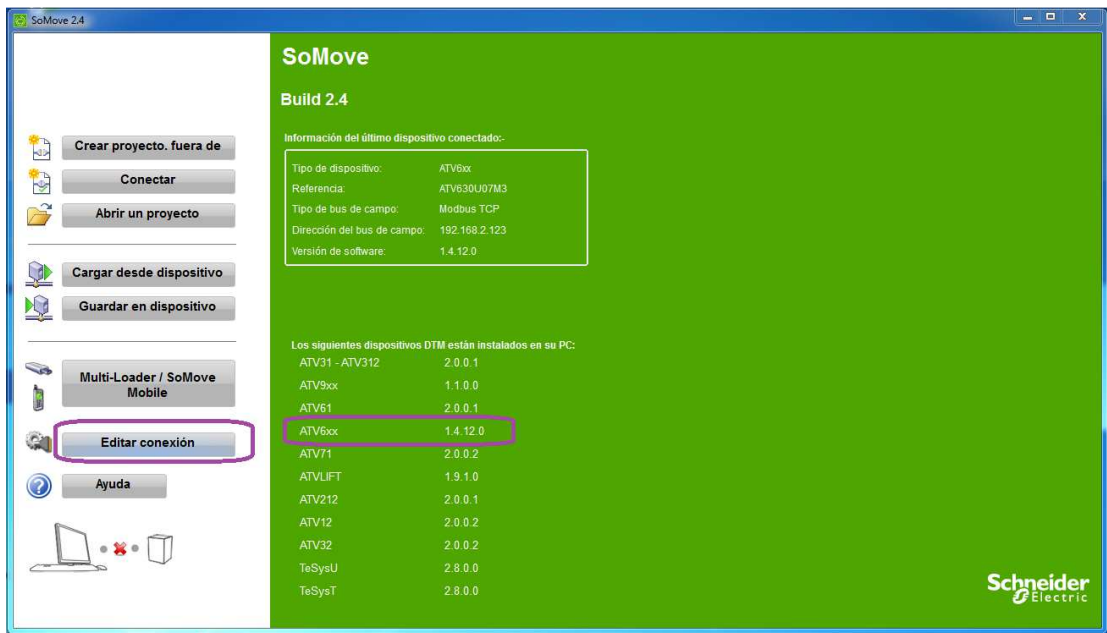 SoMove 2.4
SoMove
Build 2.4
Crear proyecto. fuera de
Conectar
Abrir un proyecto
Cargar desde dispositivo
Guardar en dispositivo
Multi-Loader / SoMove
Mobile
Editar conexión
Ayuda
Información del último dispositivo conectado:-
Tipo de dispositivo: ATV6xx
Referencia: ATV630U07M3
Tipo de bus de campo: Modbus TCP
Dirección del bus de campo: 192.168.2.123
Versión de software: 1.4.12.0
Los siguientes dispositivos DTM están instalados en su PC:
ATV31 - ATV312 2.0.0.1
ATV9xx 1.1.0.0
ATV61 2.0.0.1
ATV6xx 1.4.12.0
ATV71 2.0.0.2
ATVLIFT 1.9.1.0
ATV212 2.0.0.1
ATV12 2.0.0.2
ATV32 2.0.0.2
TeSysU 2.8.0.0
TeSysT 2.8.0.0
Schneider
Electric